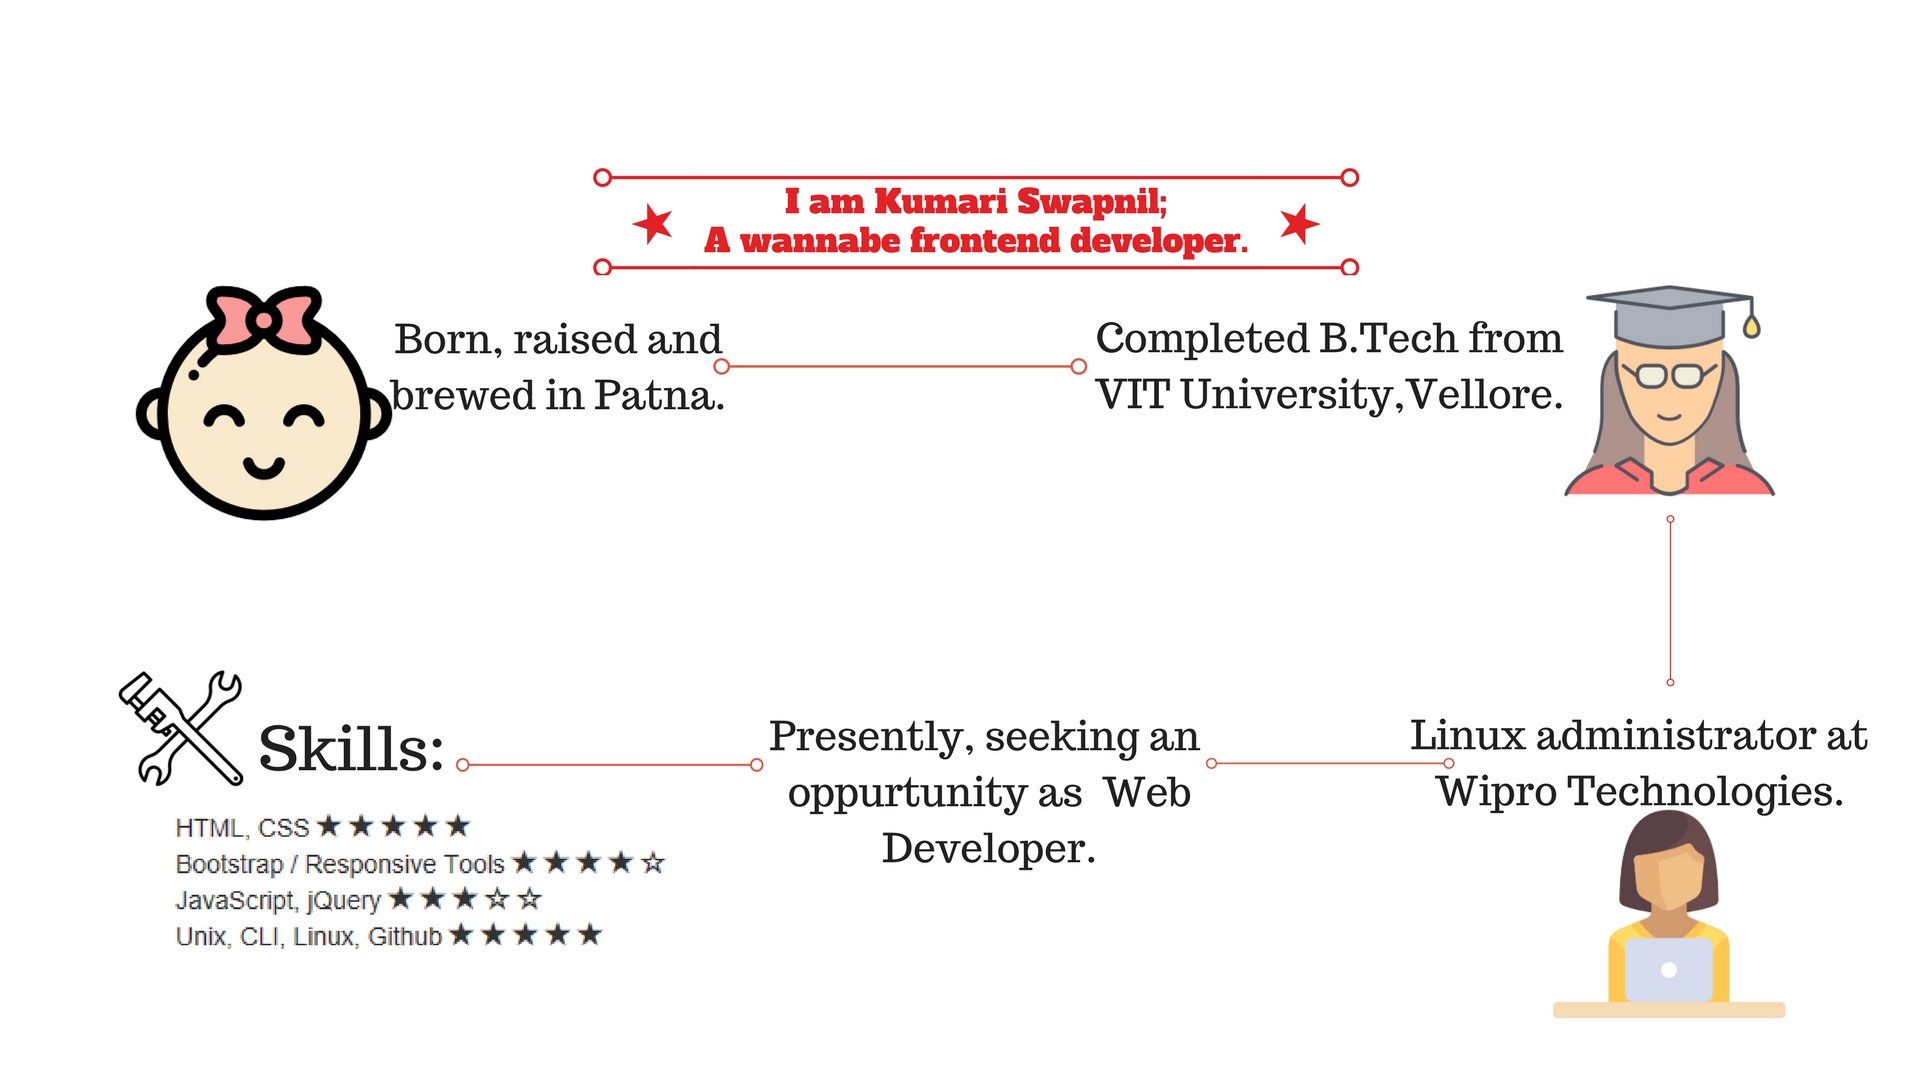 I am Kumari Swapnil;
A wannabe frontend developer.
Born, raised and
brewed in Patna.
Completed B.Tech from
VIT University,Vellore.
Linux administrator at
Wipro Technologies.
Presently, seeking an
oppurtunity as  Web
Developer.
Skills:
HTML, CSS ★★★★★
Bootstrap / Responsive Tools ★★★★☆
JavaScript, jQuery ★★★☆☆
Unix, CLI, Linux, Github ★★★★★